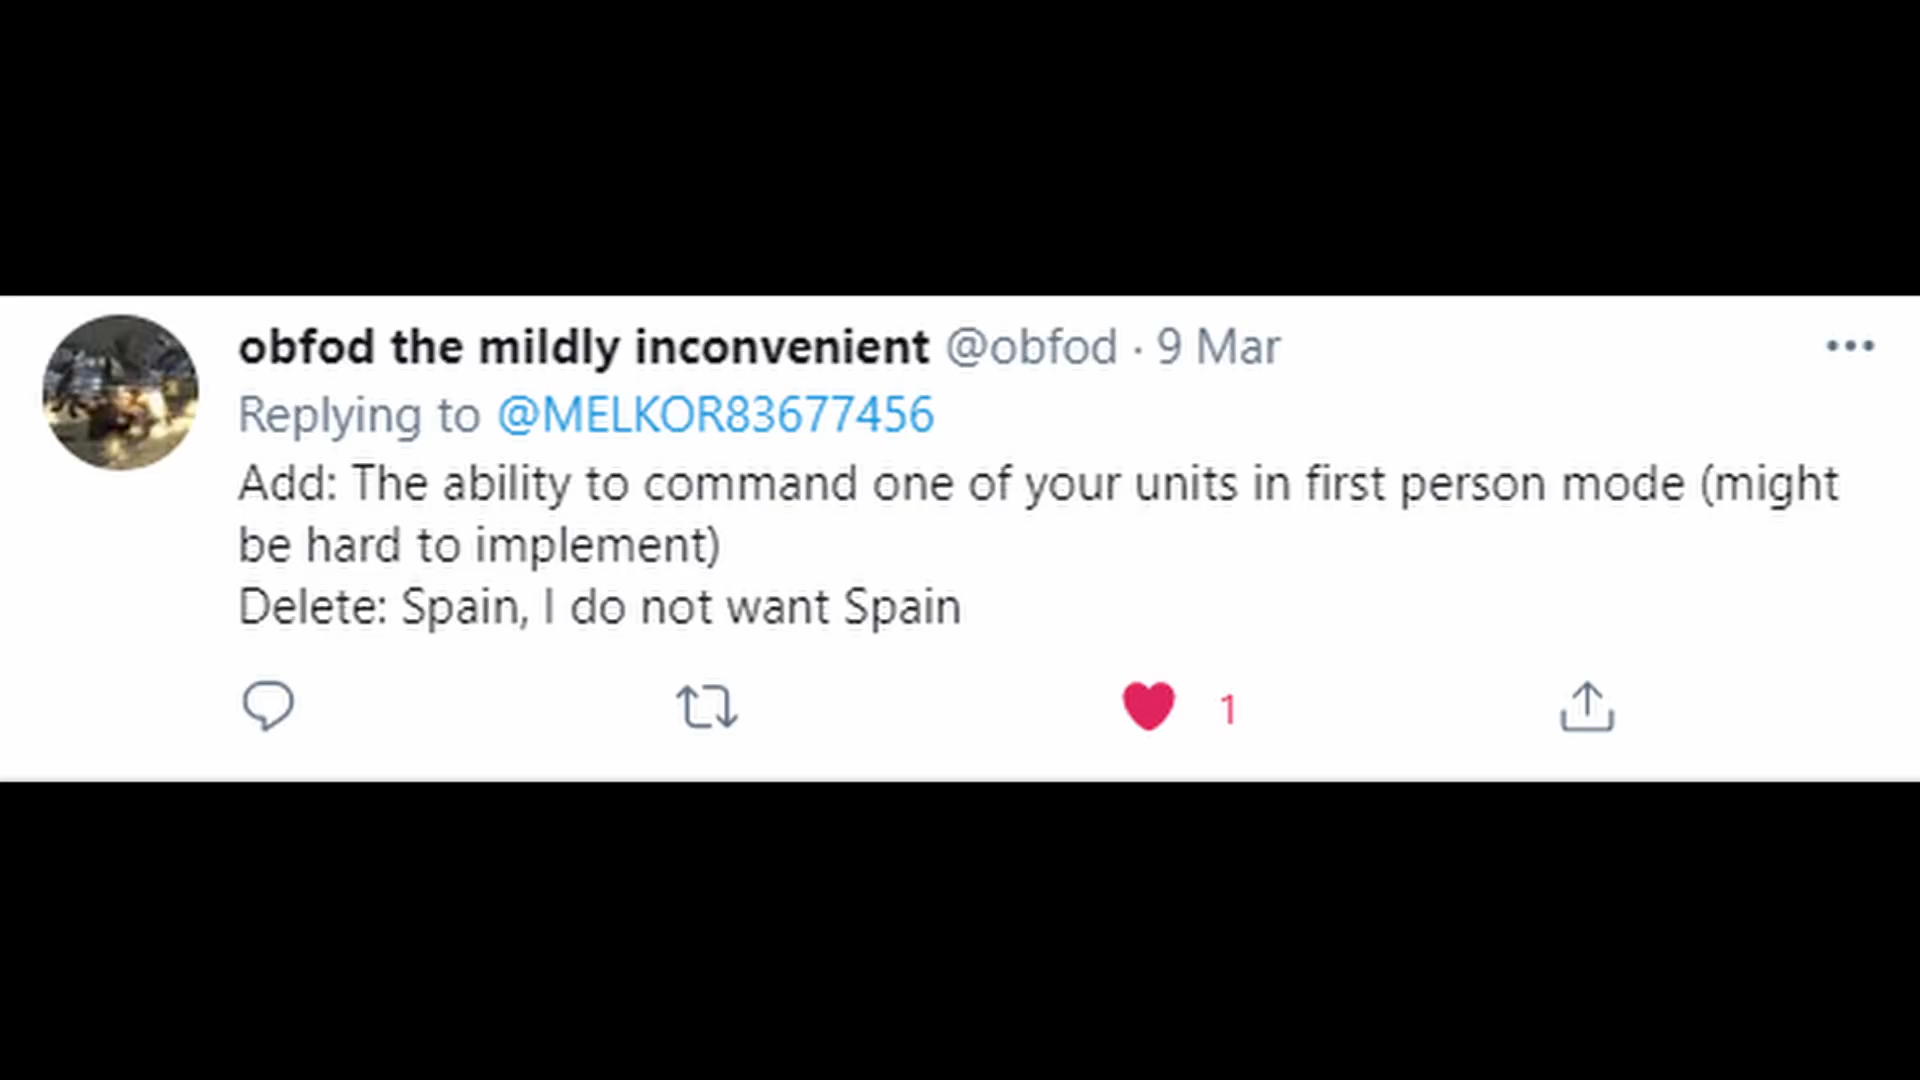 obfod the mildly inconvenient @obfod · 9 Mar
Replying to @MELKOR83677456
Add: The ability to command one of your units in first person mode (might
be hard to implement)
Delete: Spain, I do not want Spain
1